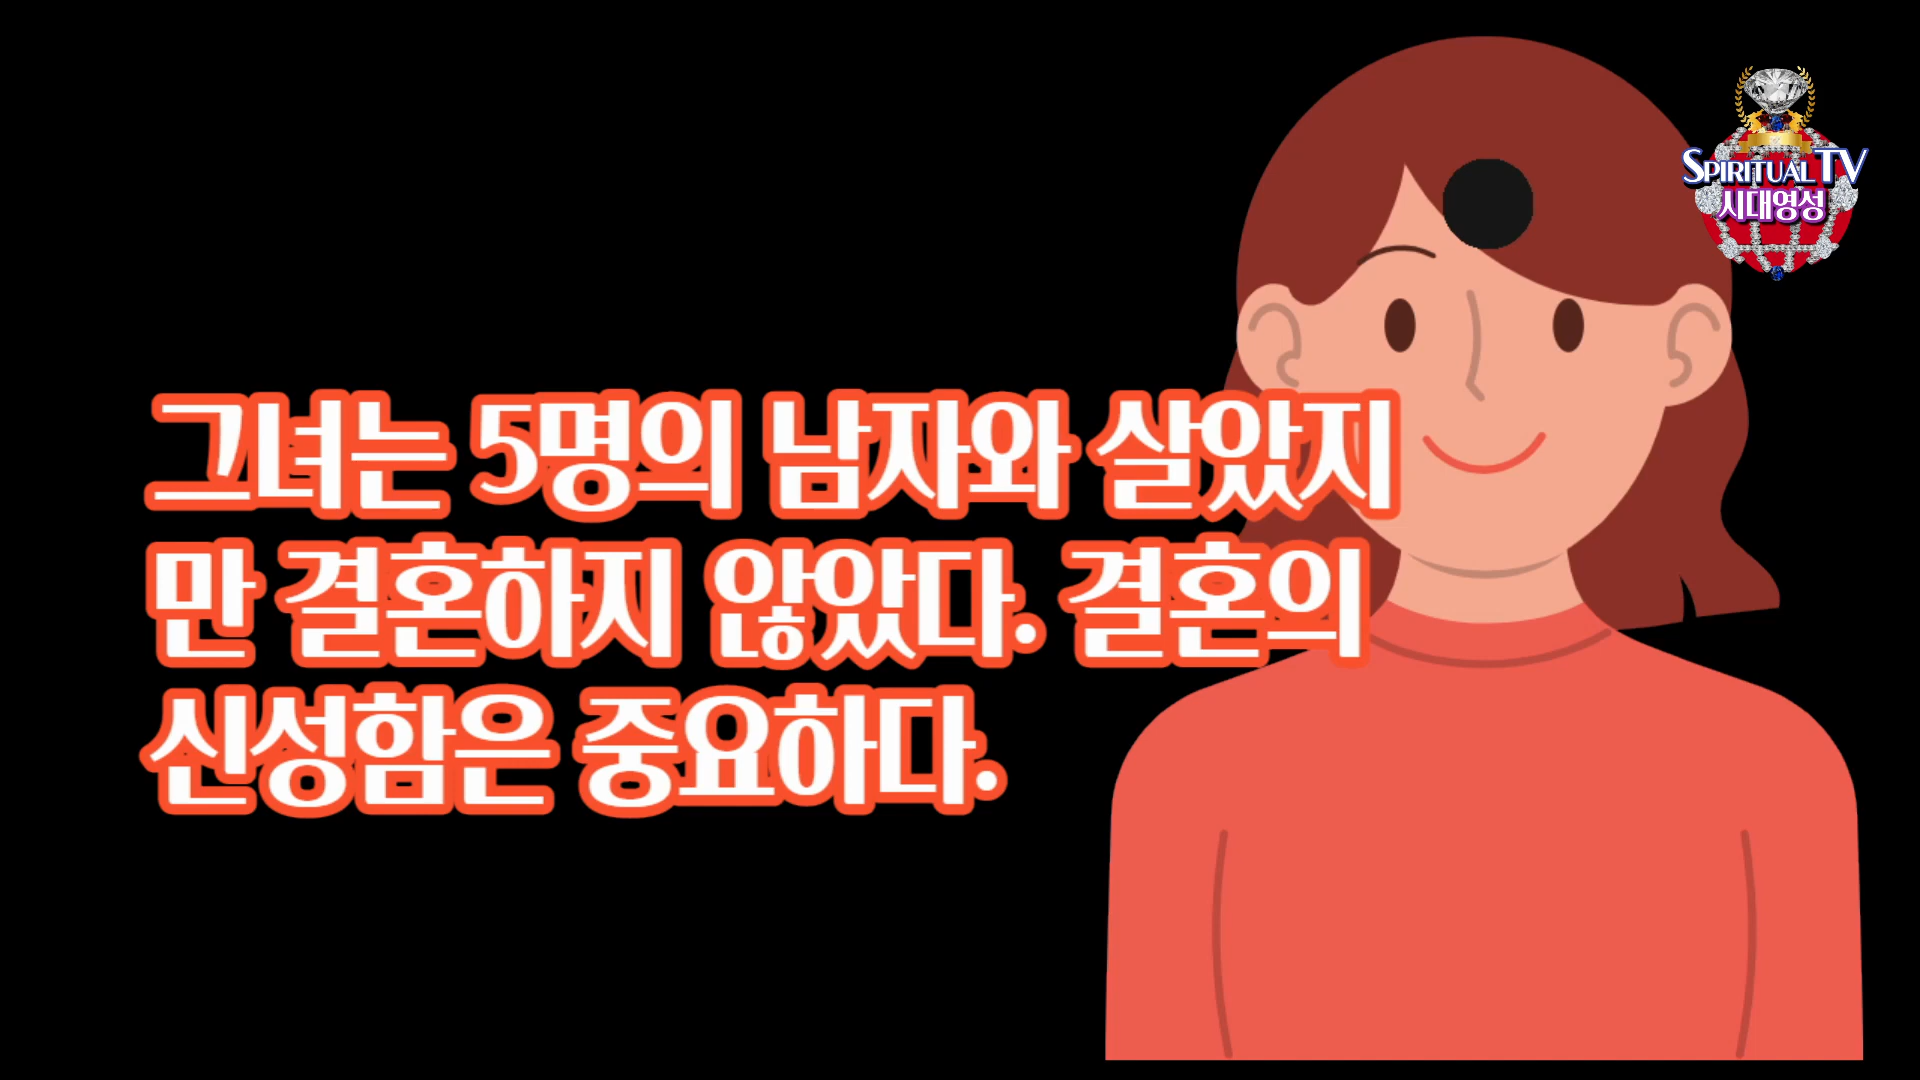 SPIRITUAL TV
시대영성
그녀는 5명의 남자와 살았지
만 결혼하지 않았다. 결혼의
신성함은 중요하다.